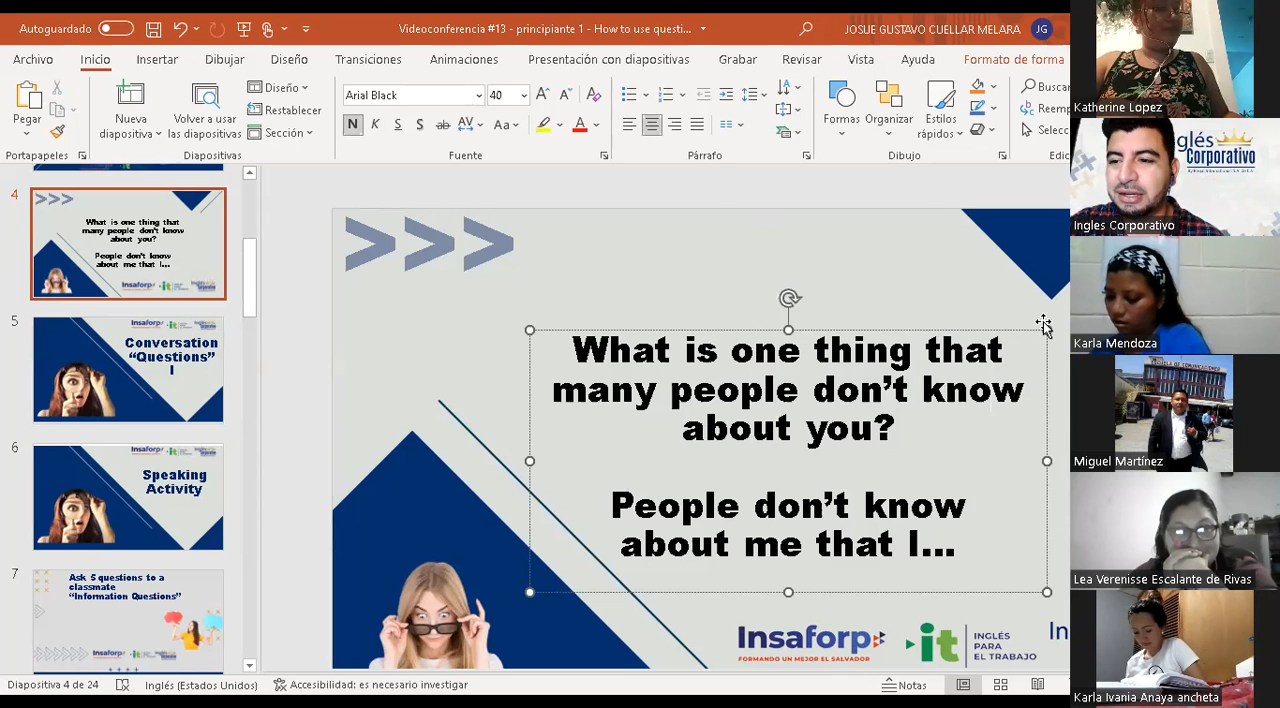 Autoguardado
Videoconferencia #13 - principiante 1 - How to use questi...
JOSUE GUSTAVO CUELLAR MELARA
JG
Archivo
Inicio
Insertar
Dibujar
Diseño
Transiciones
Animaciones
Presentación con diapositivas
Grabar
Revisar
Vista
Ayuda
Formato de forma
Pegar
Portapapeles
Nueva
diapositiva
Volver a usar
las diapositivas
Diseño
Restablecer
Sección
Diapositivas
Arial Black
40
N K S S ab AV Aa
Fuente
Párrafo
Formas
Organizar
Estilos
rápidos
Dibujo
Buscar
Reemp
Selecc
Edic
4
What is one thing that
many people don't know
about you?
People don't know
about me that I...
5
Conversation
“Questions”
I
6
Speaking
Activity
7
Ask 5 questions to a
classmate
“Information Questions”
What is one thing that
many people don’t know
about you?
People don’t know
about me that I…
Insaforp
FORMANDO UN MEJOR EL SALVADOR
it
INGLÉS
PARA
EL TRABAJO
In
Diapositiva 4 de 24
Inglés (Estados Unidos)
Accesibilidad: es necesario investigar
Notas
Katherine Lopez
glés
Corporativo
Ingles Corporativo
Karla Mendoza
Miguel Martínez
Lea Verenisse Escalante de Rivas
Karla Ivania Anaya ancheta